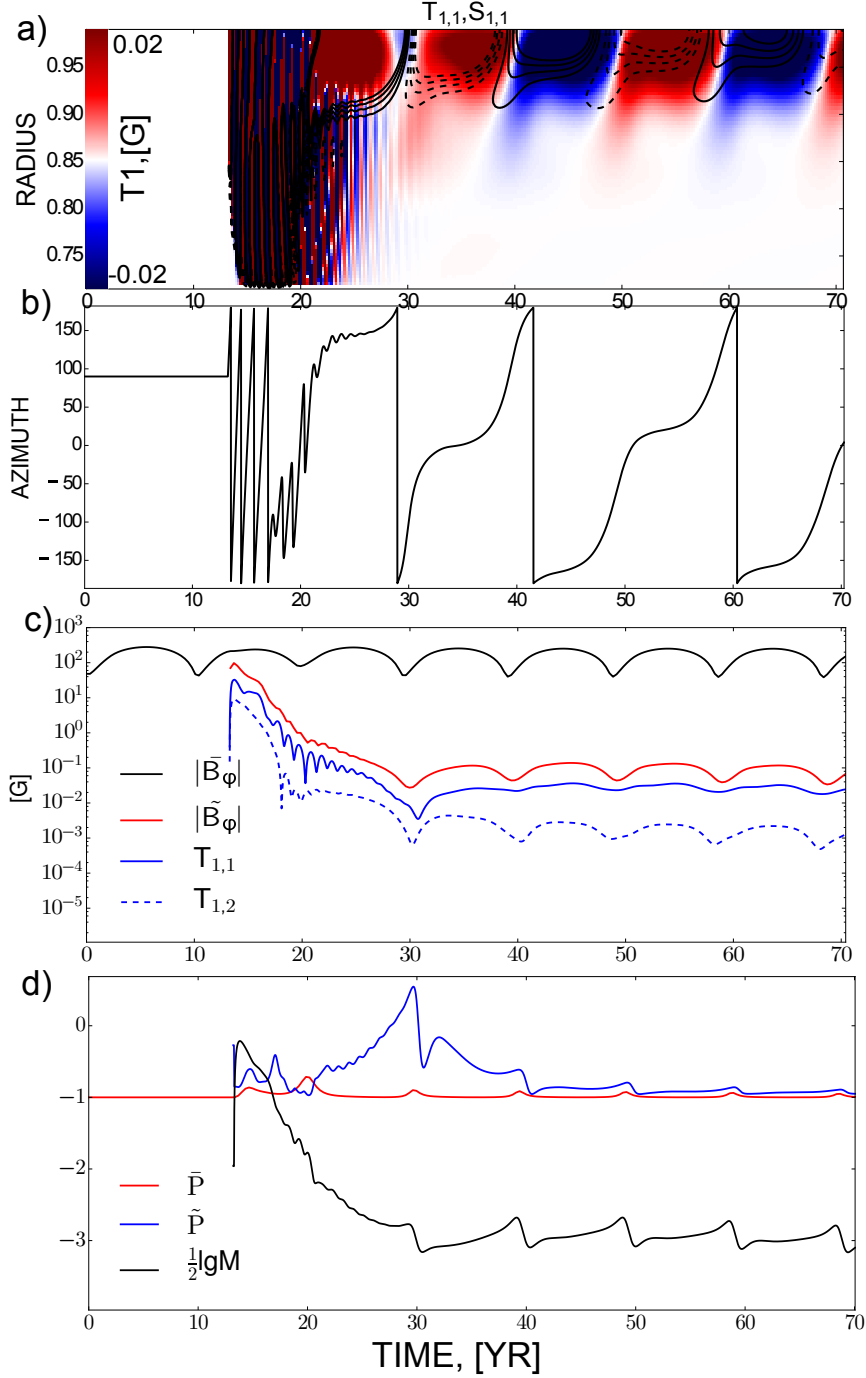 T₁,₁,S₁,₁
a)
0.02
T1,[G]
-0.02
RADIUS
0.95
0.90
0.85
0.80
0.75
0 10 20 30 40 50 60 70
b)
AZIMUTH
150
100
50
0
−50
−100
−150
0 10 20 30 40 50 60 70
c)
[G]
10³
10²
10¹
10⁰
10⁻¹
10⁻²
10⁻³
10⁻⁴
10⁻⁵
|B̄φ|
|B̃φ|
T₁,₁
T₁,₂
0 10 20 30 40 50 60 70
d)
0
−1
−2
−3
P̄
P̃
½lgM
0 10 20 30 40 50 60 70
TIME, [YR]